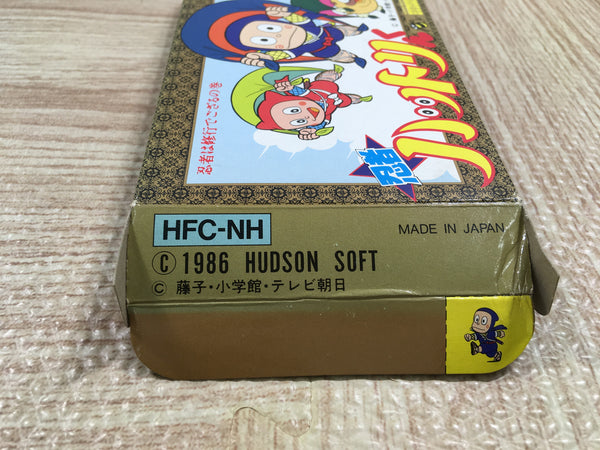 忍者ハットリくん
忍者は修行でござるの巻
HFC-NH
MADE IN JAPAN
© 1986 HUDSON SOFT
© 藤子・小学館・テレビ朝日